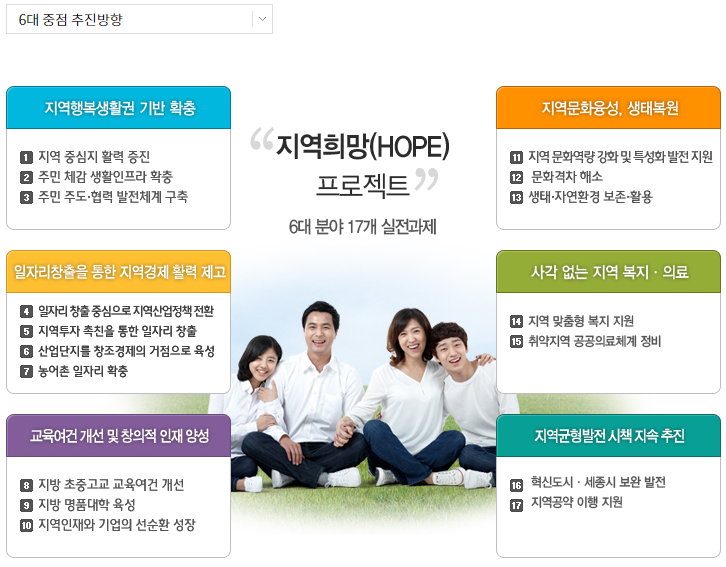 6대 중점 추진방향
지역행복생활권 기반 확충
1 지역 중심지 활력 증진
2 주민 체감 생활인프라 확충
3 주민 주도·협력 발전체계 구축
일자리창출을 통한 지역경제 활력 제고
4 일자리 창출 중심으로 지역산업정책 전환
5 지역투자 촉진을 통한 일자리 창출
6 산업단지를 창조경제의 거점으로 육성
7 농어촌 일자리 확충
교육여건 개선 및 창의적 인재 양성
8 지방 초중고교 교육여건 개선
9 지방 명품대학 육성
10 지역인재와 기업의 선순환 성장
“지역희망(HOPE)
프로젝트”
6대 분야 17개 실전과제
지역문화융성, 생태복원
11 지역 문화역량 강화 및 특성화 발전 지원
12 문화격차 해소
13 생태·자연환경 보존·활용
사각 없는 지역 복지 · 의료
14 지역 맞춤형 복지 지원
15 취약지역 공공의료체계 정비
지역균형발전 시책 지속 추진
16 혁신도시 · 세종시 보완 발전
17 지역공약 이행 지원